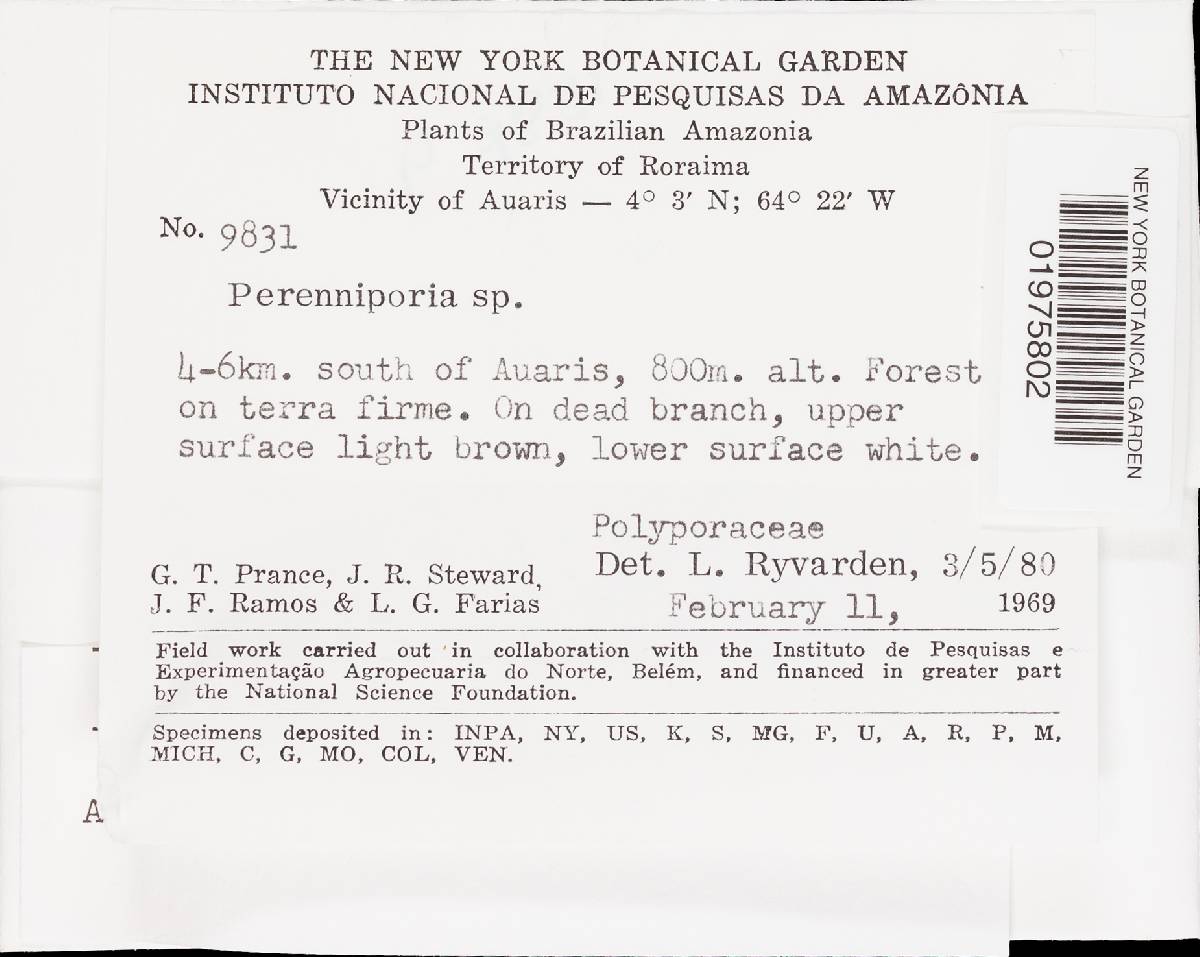 THE NEW YORK BOTANICAL GARDEN
INSTITUTO NACIONAL DE PESQUISAS DA AMAZÔNIA
Plants of Brazilian Amazonia
Territory of Roraima
Vicinity of Auaris — 4° 3′ N; 64° 22′ W
No. 9831
Perenniporia sp.
4-6km. south of Auaris, 800m. alt. Forest
on terra firme. On dead branch, upper
surface light brown, lower surface white.
Polyporaceae
Det. L. Ryvarden, 3/5/80
G. T. Prance, J. R. Steward,
J. F. Ramos & L. G. Farias
February 11, 1969
Field work carried out in collaboration with the Instituto de Pesquisas e
Experimentação Agropecuaria do Norte, Belém, and financed in greater part
by the National Science Foundation.
Specimens deposited in: INPA, NY, US, K, S, MG, F, U, A, R, P, M,
MICH, C, G, MO, COL, VEN.
NEW YORK BOTANICAL GARDEN
01975802
A